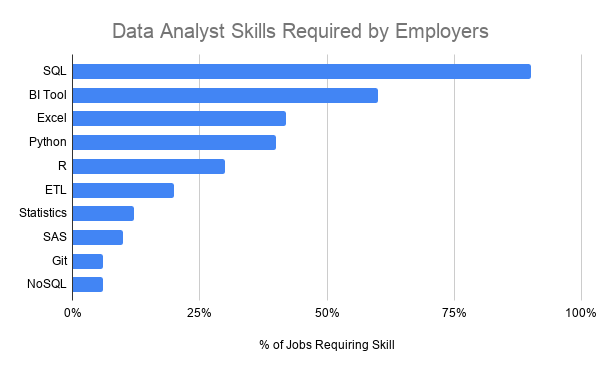 Data Analyst Skills Required by Employers
SQL
BI Tool
Excel
Python
R
ETL
Statistics
SAS
Git
NoSQL
0% 25% 50% 75% 100%
% of Jobs Requiring Skill